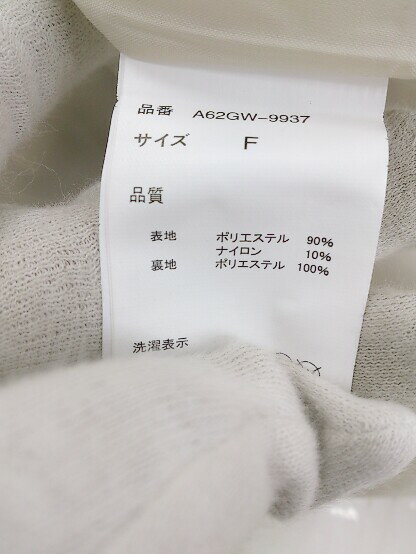 品番 A62GW-9937
サイズ F
品質
表地 ポリエステル 90%
ナイロン 10%
裏地 ポリエステル 100%
洗濯表示